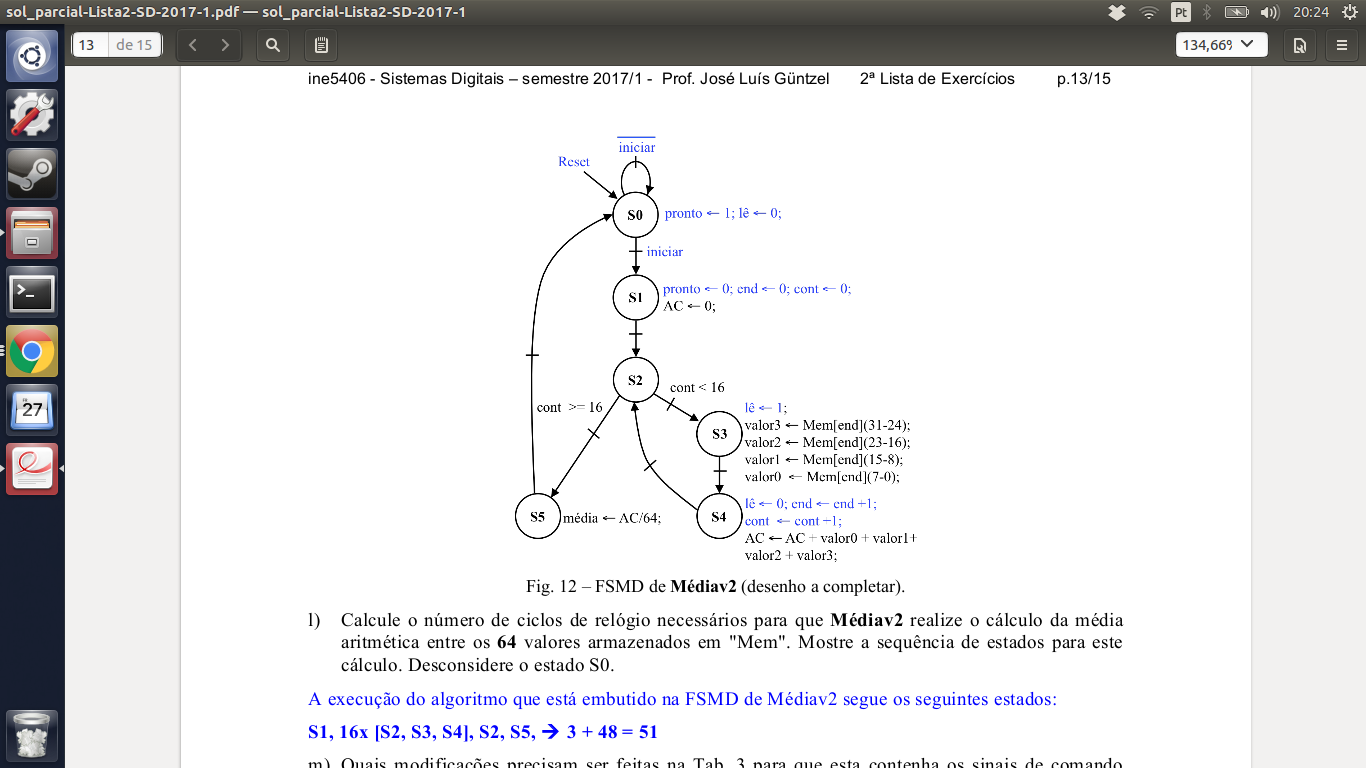 sol_parcial-Lista2-SD-2017-1.pdf — sol_parcial-Lista2-SD-2017-1
Pt
20:24
13 de 15
134,66%
ine5406 - Sistemas Digitais – semestre 2017/1 - Prof. José Luís Güntzel 2ª Lista de Exercícios p.13/15
iniciar
Reset
S0 pronto ← 1; lê ← 0;
iniciar
S1 pronto ← 0; end ← 0; cont ← 0;
AC ← 0;
S2
cont < 16
cont >= 16
S3 lê ← 1;
valor3 ← Mem[end](31-24);
valor2 ← Mem[end](23-16);
valor1 ← Mem[end](15-8);
valor0 ← Mem[end](7-0);
S4 lê ← 0; end ← end +1;
cont ← cont +1;
AC ← AC + valor0 + valor1+
valor2 + valor3;
S5 média ← AC/64;
Fig. 12 – FSMD de Médiav2 (desenho a completar).
l) Calcule o número de ciclos de relógio necessários para que Médiav2 realize o cálculo da média
aritmética entre os 64 valores armazenados em "Mem". Mostre a sequência de estados para este
cálculo. Desconsidere o estado S0.
A execução do algoritmo que está embutido na FSMD de Médiav2 segue os seguintes estados:
S1, 16x [S2, S3, S4], S2, S5, → 3 + 48 = 51
m) Quais modificações precisam ser feitas na Tab. 3 para que esta contenha os sinais de comando
27